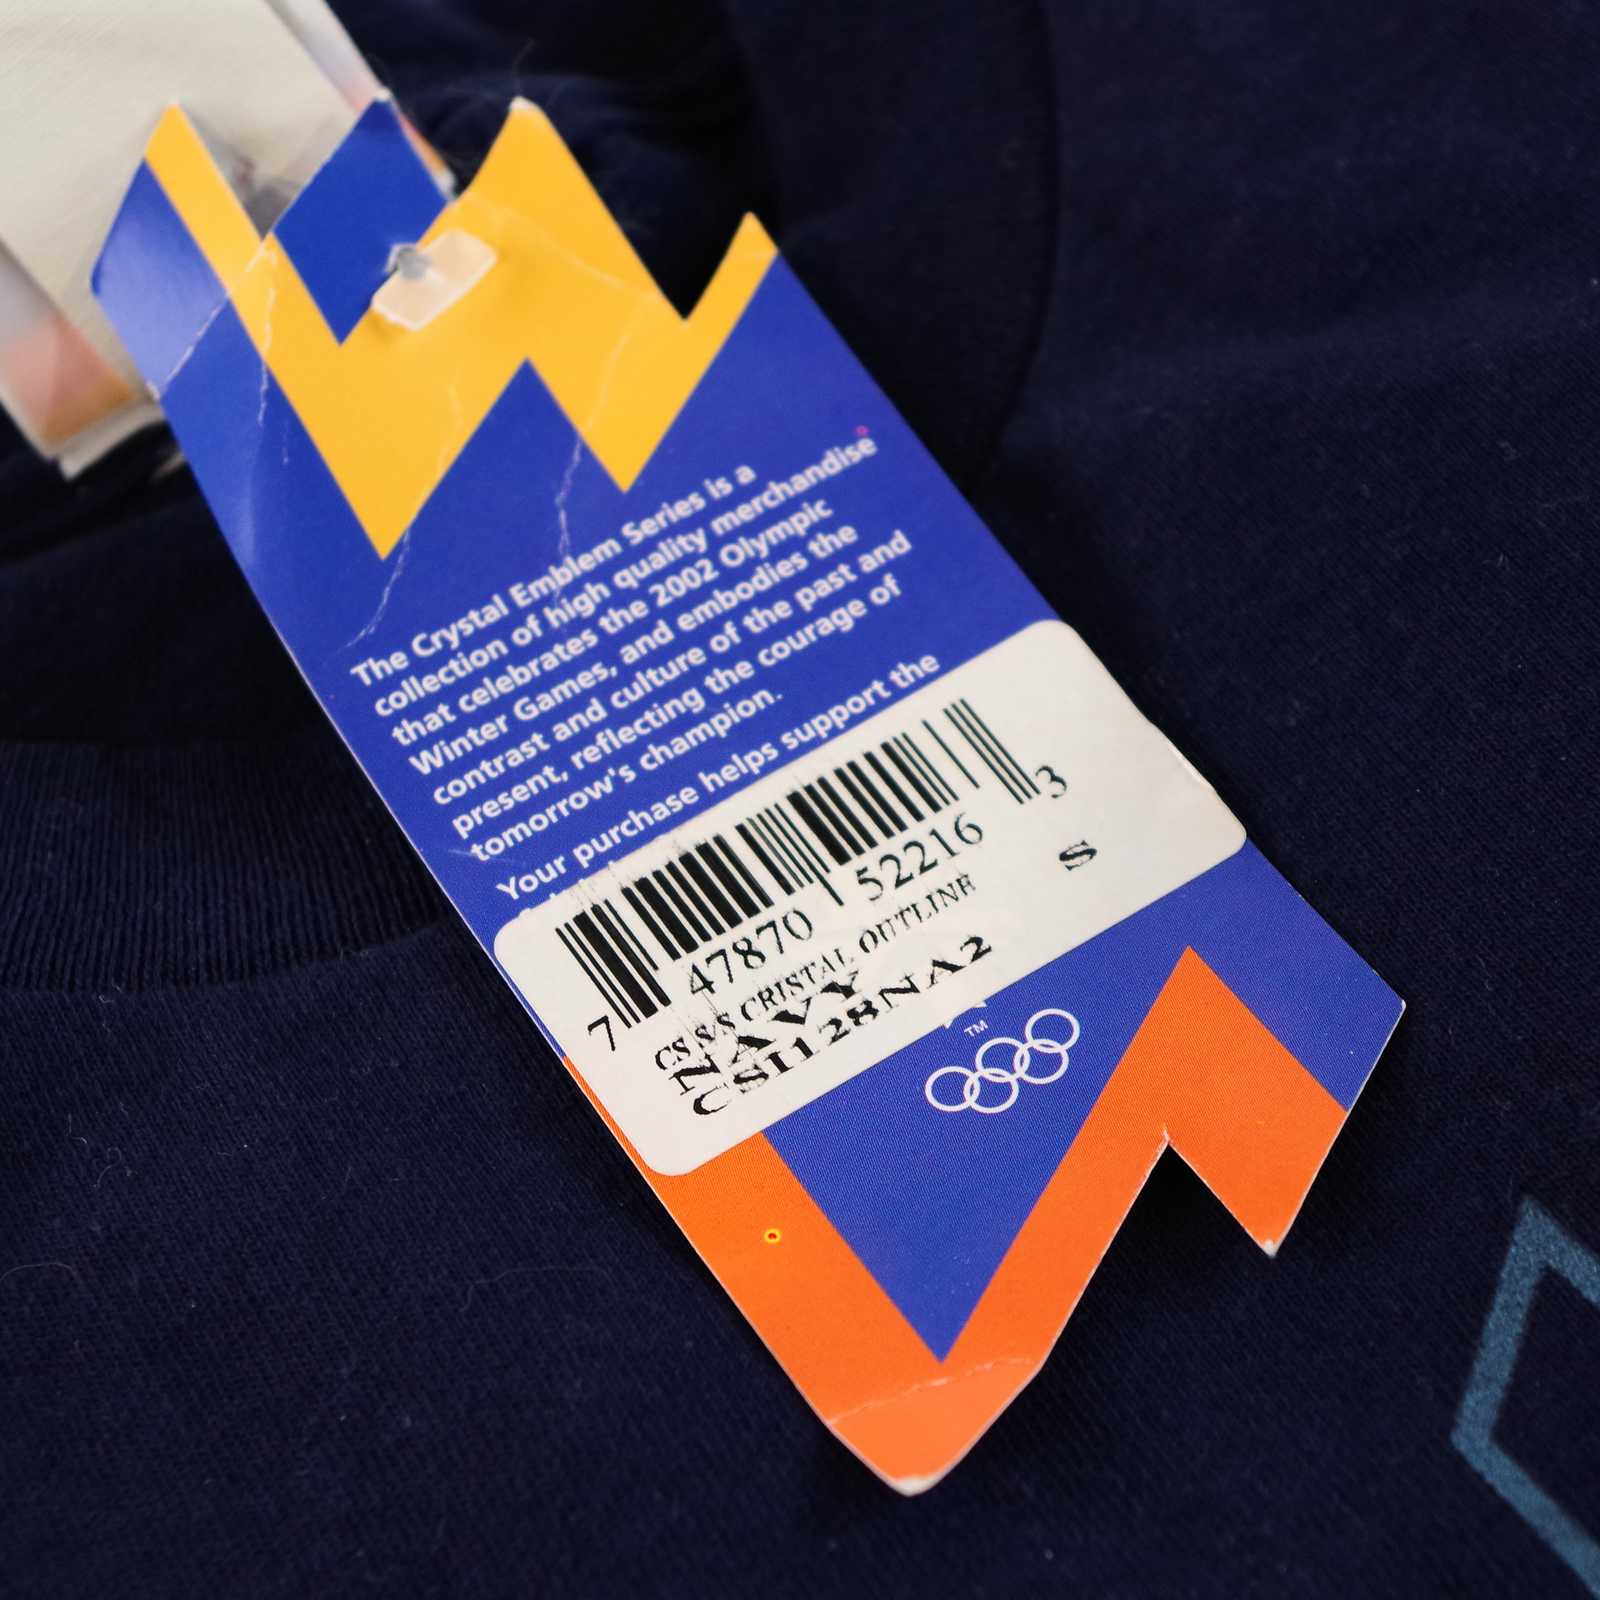 The Crystal Emblem Series is a
collection of high quality merchandise
that celebrates the 2002 Olympic
Winter Games, and embodies the
contrast and culture of the past and
present, reflecting the courage of
tomorrow's champion.
Your purchase helps support the
7 47870 52216 3
CS S/S CRISTAL OUTLINE
S
NAVY
CSI128NA2
TM